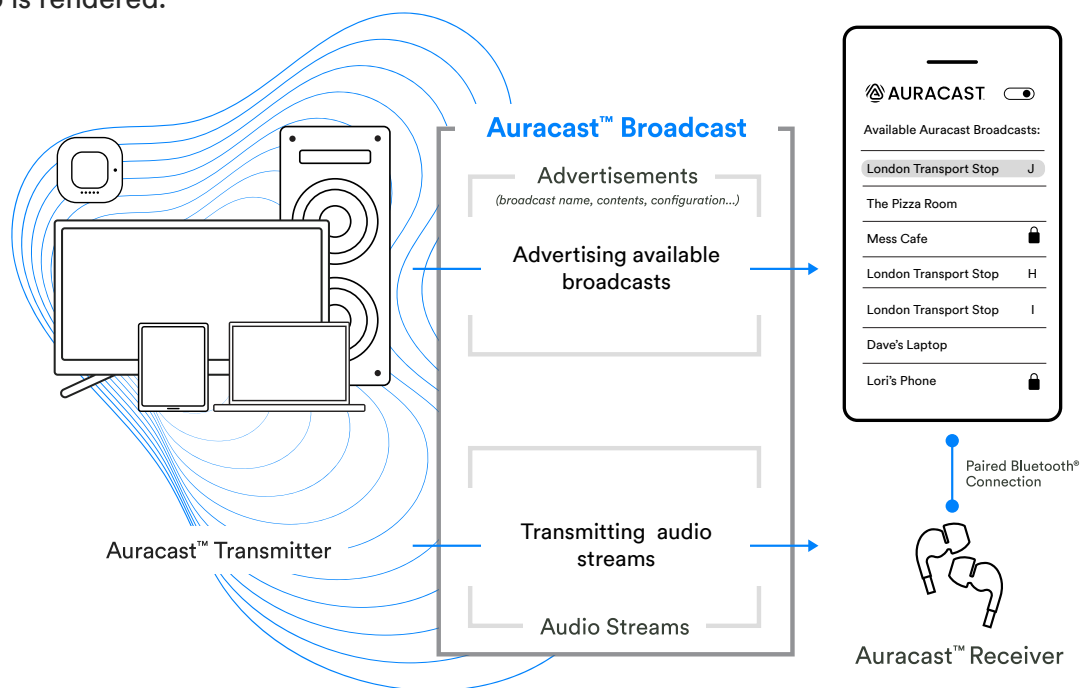 is rendered.
Auracast™ Broadcast
Advertisements
(broadcast name, contents, configuration...)
Advertising available
broadcasts
Auracast™ Transmitter
Transmitting audio
streams
Audio Streams
AURACAST
Available Auracast Broadcasts:
London Transport Stop J
The Pizza Room
Mess Cafe
London Transport Stop H
London Transport Stop I
Dave's Laptop
Lori's Phone
Paired Bluetooth®
Connection
Auracast™ Receiver